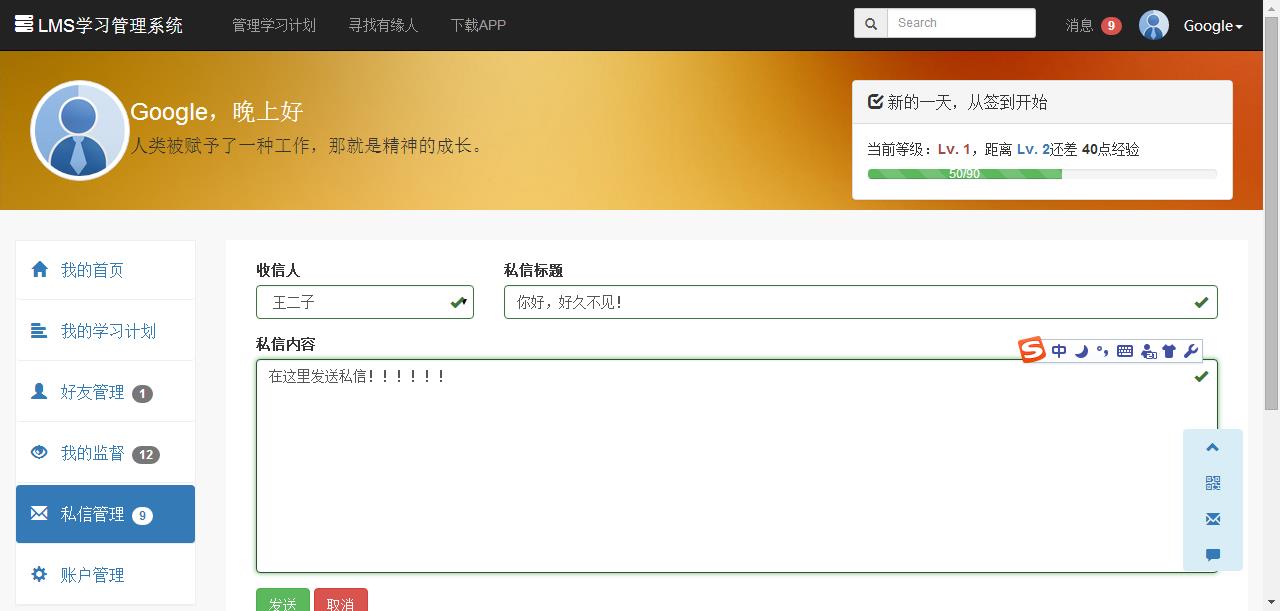 LMS学习管理系统 管理学习计划 寻找有缘人 下载APP Search 消息 9 Google
Google，晚上好
人类被赋予了一种工作，那就是精神的成长。
新的一天，从签到开始
当前等级：Lv. 1，距离 Lv. 2还差 40点经验
50/90
我的首页
我的学习计划
好友管理 1
我的监督 12
私信管理 9
账户管理
收信人 私信标题
王二子 你好，好久不见！
私信内容
S 中
在这里发送私信！！！！！！
发送 取消